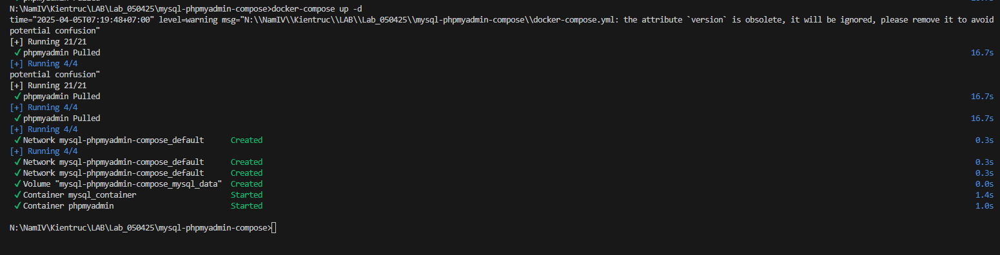 N:\NamIV\Kientruc\LAB\Lab_050425\mysql-phpmyadmin-compose>docker-compose up -d
time="2025-04-05T07:19:48+07:00" level=warning msg="N:\\NamIV\\Kientruc\\LAB\\Lab_050425\\mysql-phpmyadmin-compose\\docker-compose.yml: the attribute `version` is obsolete, it will be ignored, please remove it to avoid
potential confusion"
[+] Running 21/21
✔ phpmyadmin Pulled 16.7s
[+] Running 4/4
potential confusion"
[+] Running 21/21
✔ phpmyadmin Pulled 16.7s
[+] Running 4/4
✔ phpmyadmin Pulled 16.7s
[+] Running 4/4
✔ Network mysql-phpmyadmin-compose_default Created 0.3s
[+] Running 4/4
✔ Network mysql-phpmyadmin-compose_default Created 0.3s
✔ Network mysql-phpmyadmin-compose_default Created 0.3s
✔ Volume "mysql-phpmyadmin-compose_mysql_data" Created 0.0s
✔ Container mysql_container Started 1.4s
✔ Container phpmyadmin Started 1.0s
N:\NamIV\Kientruc\LAB\Lab_050425\mysql-phpmyadmin-compose>